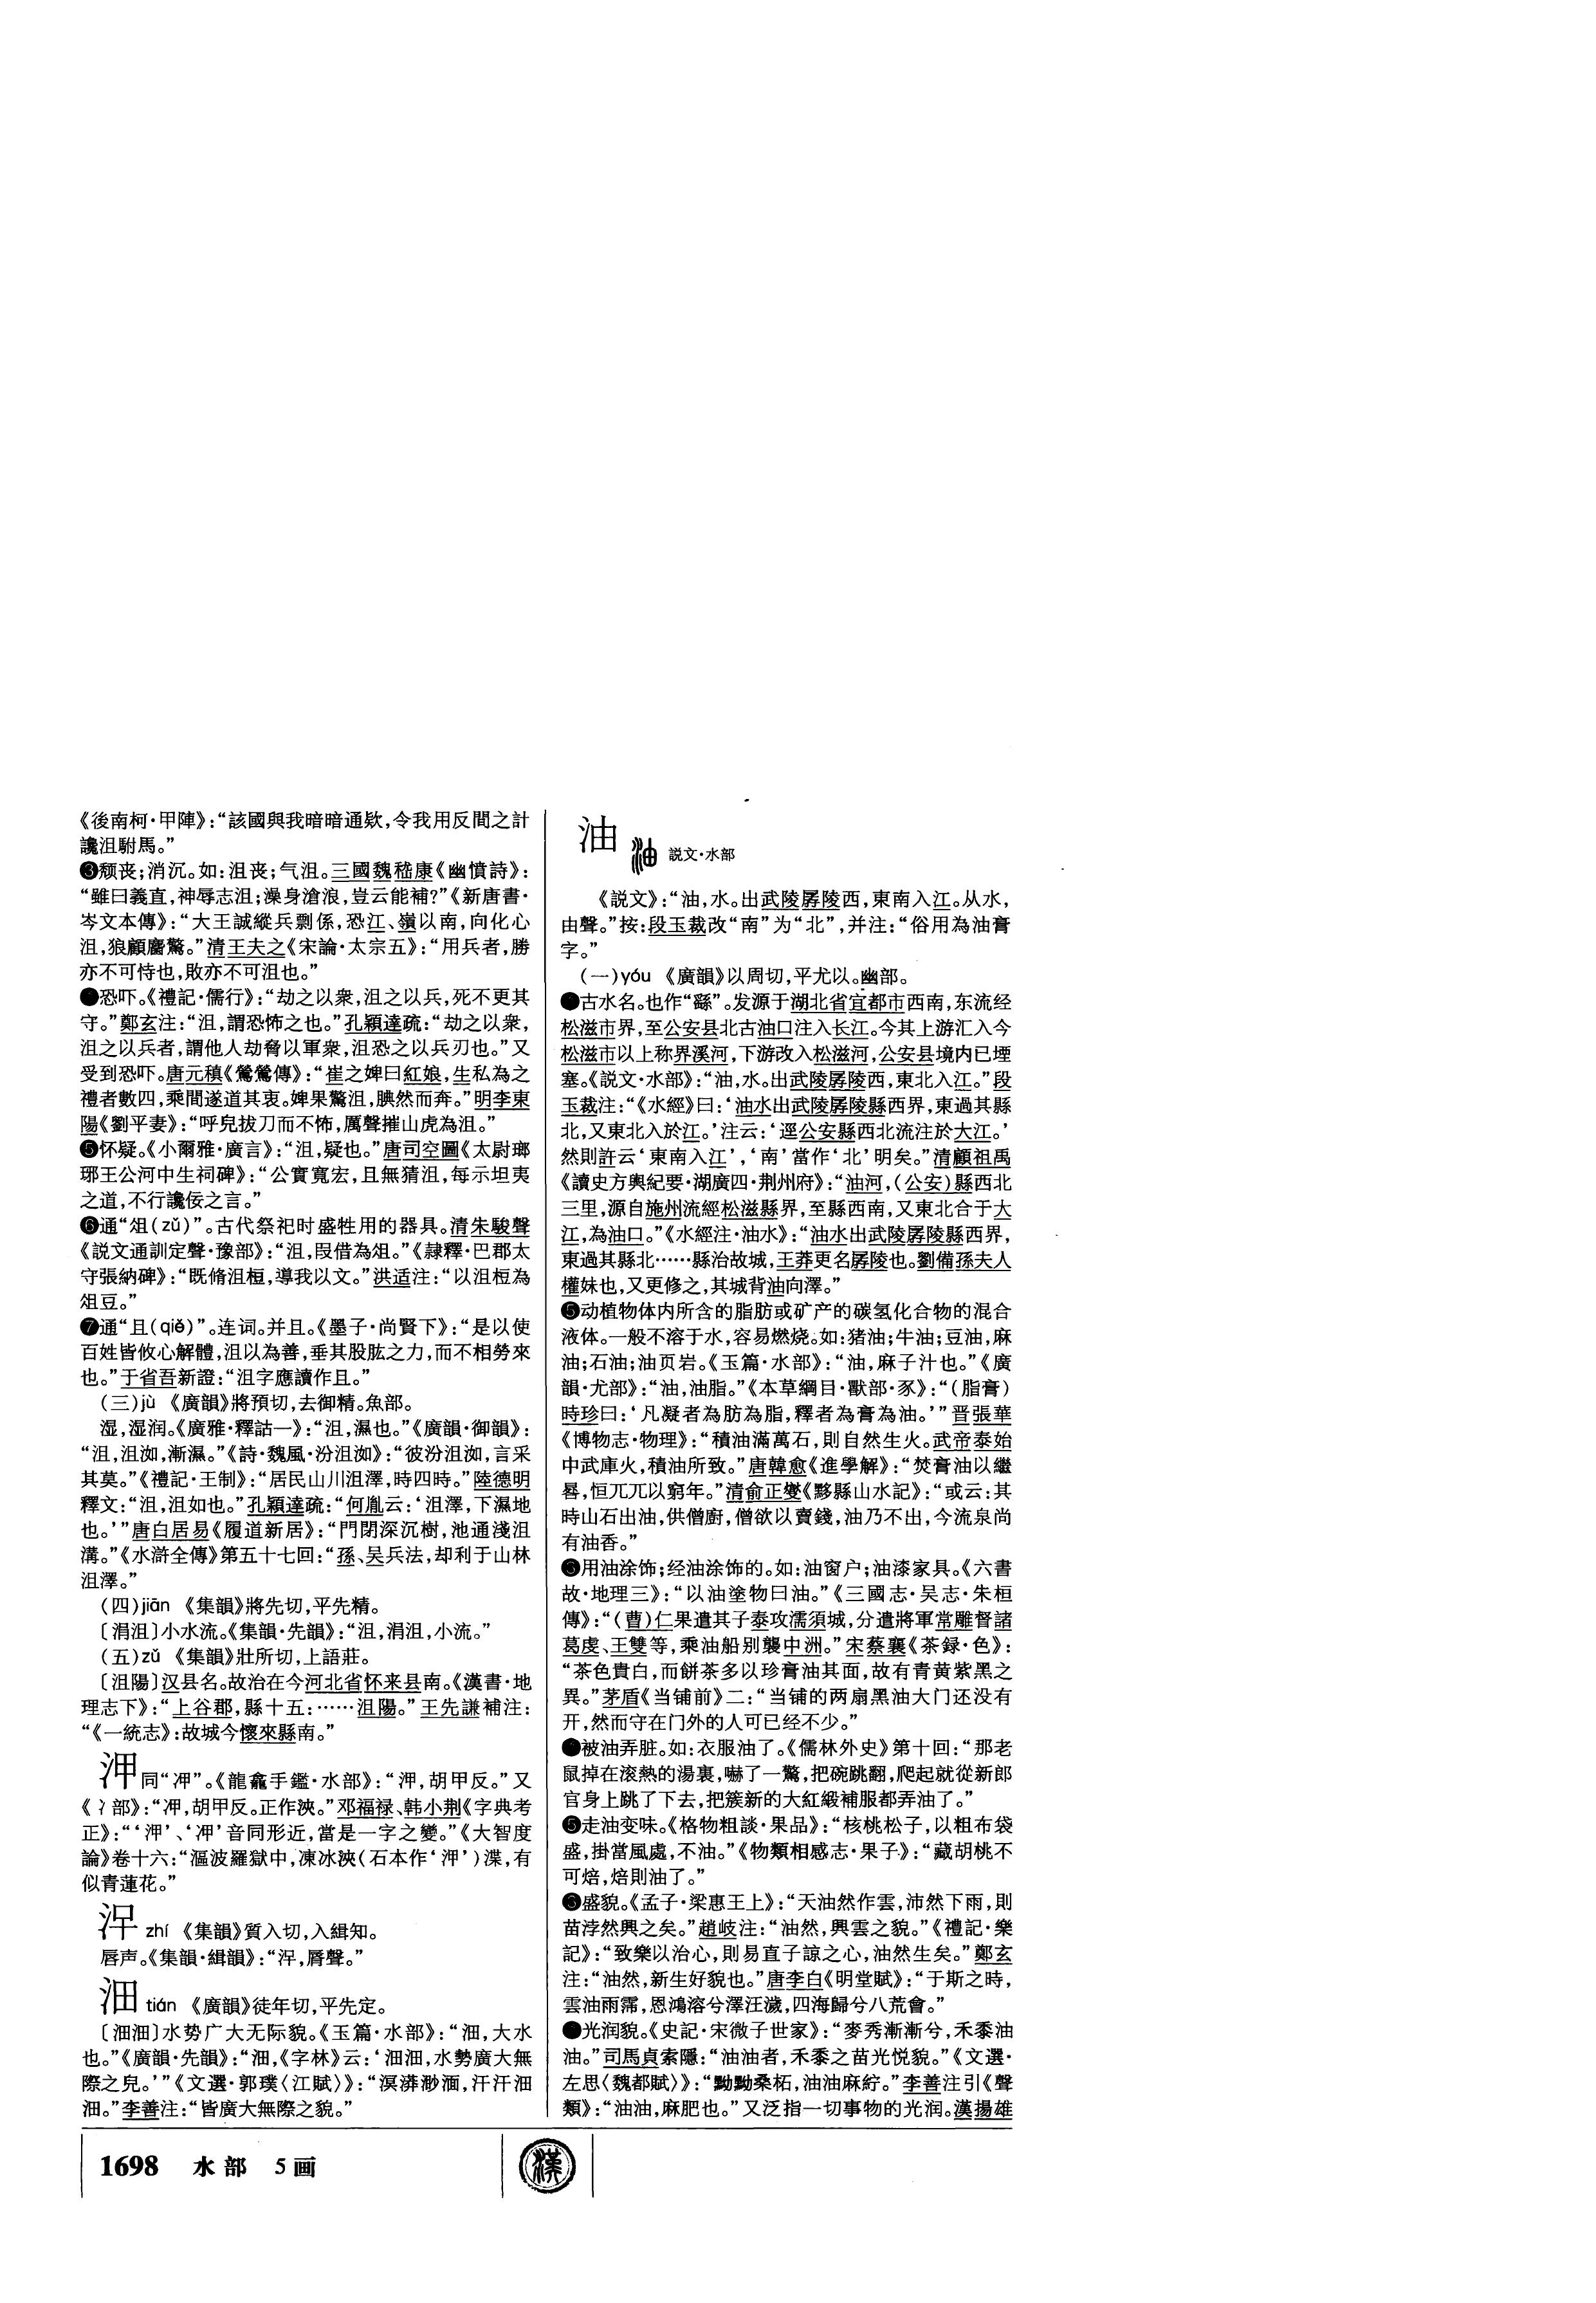 《後南柯·甲陣》:“該國與我暗暗通欵,令我用反間之計
讒沮駙馬。”
❸颓丧;消沉。如:沮丧;气沮。三國魏嵇康《幽憤詩》:
“雖曰義直,神辱志沮;澡身滄浪,豈云能補?”《新唐書·
岑文本傳》:“大王誠縱兵剽係,恐江、嶺以南,向化心
沮,狼顧麕驚。”清王夫之《宋論·太宗五》:“用兵者,勝
亦不可恃也,敗亦不可沮也。”
恐吓。《禮記·儒行》:“劫之以衆,沮之以兵,死不更其
守。”鄭玄注:“沮,謂恐怖之也。”孔穎達疏:“劫之以衆,
沮之以兵者,謂他人劫脅以軍衆,沮恐之以兵刃也。”又
受到恐吓。唐元稹《鶯鶯傳》:“崔之婢曰紅娘,生私為之
禮者數四,乘間遂道其衷。婢果驚沮,腆然而奔。”明李東
陽《劉平妻》:“呼兒拔刀而不怖,厲聲摧山虎為沮。”
❺怀疑。《小爾雅·廣言》:“沮,疑也。”唐司空圖《太尉瑯
琊王公河中生祠碑》:“公實寬宏,且無猜沮,每示坦夷
之道,不行讒佞之言。”
❻通“俎(zǔ)”。古代祭祀时盛牲用的器具。清朱駿聲
《説文通訓定聲·豫部》:“沮,叚借為俎。”《隸釋·巴郡太
守張納碑》:“既脩沮梪,導我以文。”洪适注:“以沮梪為
俎豆。”
❼通“且(qiě)”。连词。并且。《墨子·尚賢下》:“是以使
百姓皆攸心解體,沮以為善,垂其股肱之力,而不相勞來
也。”于省吾新證:“沮字應讀作且。”
(三)jù 《廣韻》將預切,去御精。魚部。
湿,湿润。《廣雅·釋詁一》:“沮,濕也。”《廣韻·御韻》:
“沮,沮洳,漸濕。”《詩·魏風·汾沮洳》:“彼汾沮洳,言采
其莫。”《禮記·王制》:“居民山川沮澤,時四時。”陸德明
釋文:“沮,沮如也。”孔穎達疏:“何胤云:‘沮澤,下濕地
也。’”唐白居易《履道新居》:“門閉深沉樹,池通淺沮
溝。”《水滸全傳》第五十七回:“孫、吴兵法,却利于山林
沮澤。”
(四)jiān 《集韻》將先切,平先精。
〔涓沮〕小水流。《集韻·先韻》:“沮,涓沮,小流。”
(五)zǔ 《集韻》壯所切,上語莊。
〔沮陽〕汉县名。故治在今河北省怀来县南。《漢書·地
理志下》:“上谷郡,縣十五:……沮陽。”王先謙補注:
“《一統志》:故城今懷來縣南。”
㳌同“冴”。《龍龕手鑑·水部》:“,胡甲反。”又
《冫部》:“,胡甲反。正作浹。”邓福禄、韩小荆《字典考
正》:“‘’、‘’音同形近,當是一字之變。”《大智度
論》卷十六:“漚波羅獄中,凍冰浹(石本作‘’)渫,有
似青蓮花。”
zhí 《集韻》質入切,入緝知。
唇声。《集韻·緝韻》:“,脣聲。”
沺 tián 《廣韻》徒年切,平先定。
〔沺沺〕水势广大无际貌。《玉篇·水部》:“沺,大水
也。”《廣韻·先韻》:“沺,《字林》云:‘沺沺,水勢廣大無
際之皃。’”《文選·郭璞〈江賦〉》:“溟漭渺湎,汗汗沺
沺。”李善注:“皆廣大無際之貌。”
油 説文·水部
《説文》:“油,水。出武陵孱陵西,東南入江。从水,
由聲。”按:段玉裁改“南”为“北”,并注:“俗用為油膏
字。”
(一)yóu 《廣韻》以周切,平尤以。幽部。
古水名。也作“繇”。发源于湖北省宜都市西南,东流经
松滋市界,至公安县北古油口注入长江。今其上游汇入今
松滋市以上称界溪河,下游改入松滋河,公安县境内已堙
塞。《説文·水部》:“油,水。出武陵孱陵西,東北入江。”段
玉裁注:“《水經》曰:‘油水出武陵孱陵縣西界,東過其縣
北,又東北入於江。’注云:‘逕公安縣西北流注於大江。’
然則許云‘東南入江’,‘南’當作‘北’明矣。”清顧祖禹
《讀史方輿紀要·湖廣四·荆州府》:“油河,(公安)縣西北
三里,源自施州流經松滋縣界,至縣西南,又東北合于大
江,為油口。”《水經注·油水》:“油水出武陵孱陵縣西界,
東過其縣北……縣治故城,王莽更名孱陵也。劉備孫夫人
權妹也,又更修之,其城背油向澤。”
❺动植物体内所含的脂肪或矿产的碳氢化合物的混合
液体。一般不溶于水,容易燃烧。如:猪油;牛油;豆油,麻
油;石油;油页岩。《玉篇·水部》:“油,麻子汁也。”《廣
韻·尤部》:“油,油脂。”《本草綱目·獸部·豕》:“(脂膏)
時珍曰:‘凡凝者為肪為脂,釋者為膏為油。’”晋張華
《博物志·物理》:“積油滿萬石,則自然生火。武帝泰始
中武庫火,積油所致。”唐韓愈《進學解》:“焚膏油以繼
晷,恒兀兀以窮年。”清俞正燮《黟縣山水記》:“或云:其
時山石出油,供僧廚,僧欲以賣錢,油乃不出,今流泉尚
有油香。”
❸用油涂饰;经油涂饰的。如:油窗户;油漆家具。《六書
故·地理三》:“以油塗物曰油。”《三國志·吴志·朱桓
傳》:“(曹)仁果遣其子泰攻濡須城,分遣將軍常雕督諸
葛虔、王雙等,乘油船别襲中洲。”宋蔡襄《茶録·色》:
“茶色貴白,而餅茶多以珍膏油其面,故有青黄紫黑之
異。”茅盾《当铺前》二:“当铺的两扇黑油大门还没有
开,然而守在门外的人可已经不少。”
被油弄脏。如:衣服油了。《儒林外史》第十回:“那老
鼠掉在滚熱的湯裏,嚇了一驚,把碗跳翻,爬起就從新郎
官身上跳了下去,把簇新的大紅緞補服都弄油了。”
❺走油变味。《格物粗談·果品》:“核桃松子,以粗布袋
盛,掛當風處,不油。”《物類相感志·果子》:“藏胡桃不
可焙,焙則油了。”
❸盛貌。《孟子·梁惠王上》:“天油然作雲,沛然下雨,則
苗浡然興之矣。”趙岐注:“油然,興雲之貌。”《禮記·樂
記》:“致樂以治心,則易直子諒之心,油然生矣。”鄭玄
注:“油然,新生好貌也。”唐李白《明堂賦》:“于斯之時,
雲油雨霈,恩鴻溶兮澤汪濊,四海歸兮八荒會。”
光润貌。《史記·宋微子世家》:“麥秀漸漸兮,禾黍油
油。”司馬貞索隱:“油油者,禾黍之苗光悦貌。”《文選·
左思〈魏都賦〉》:“黝黝桑柘,油油麻紵。”李善注引《聲
類》:“油油,麻肥也。”又泛指一切事物的光润。漢揚雄
1698 水部 5画
漢